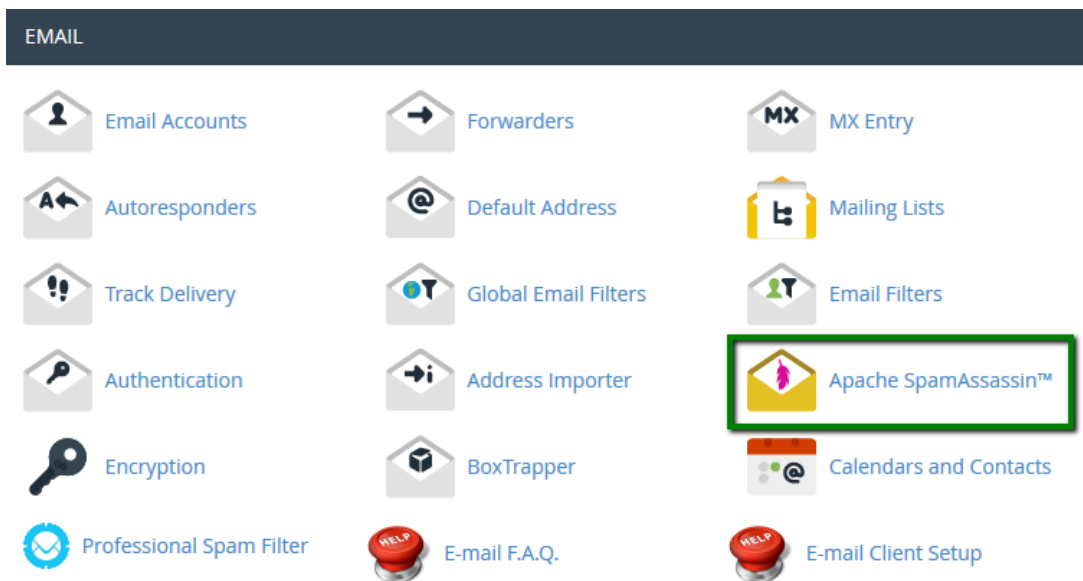 EMAIL
Email Accounts
Forwarders
MX
MX Entry
A
Autoresponders
@
Default Address
Mailing Lists
Track Delivery
Global Email Filters
Email Filters
Authentication
i
Address Importer
Apache SpamAssassin™
Encryption
BoxTrapper
@
Calendars and Contacts
Professional Spam Filter
HELP
E-mail F.A.Q.
HELP
E-mail Client Setup